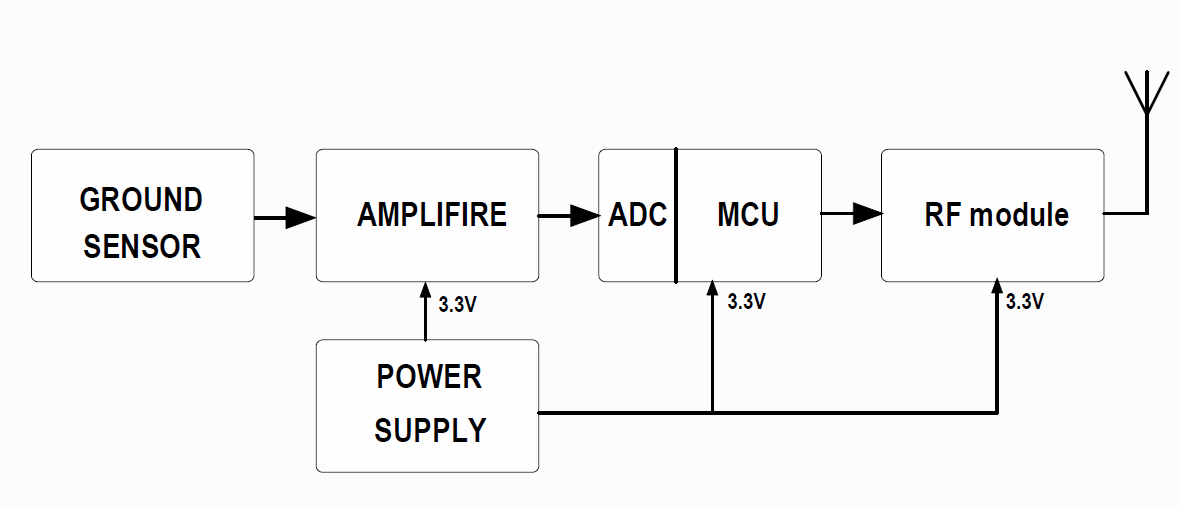 GROUND
SENSOR
AMPLIFIRE
ADC
MCU
RF module
3.3V
3.3V
3.3V
POWER
SUPPLY